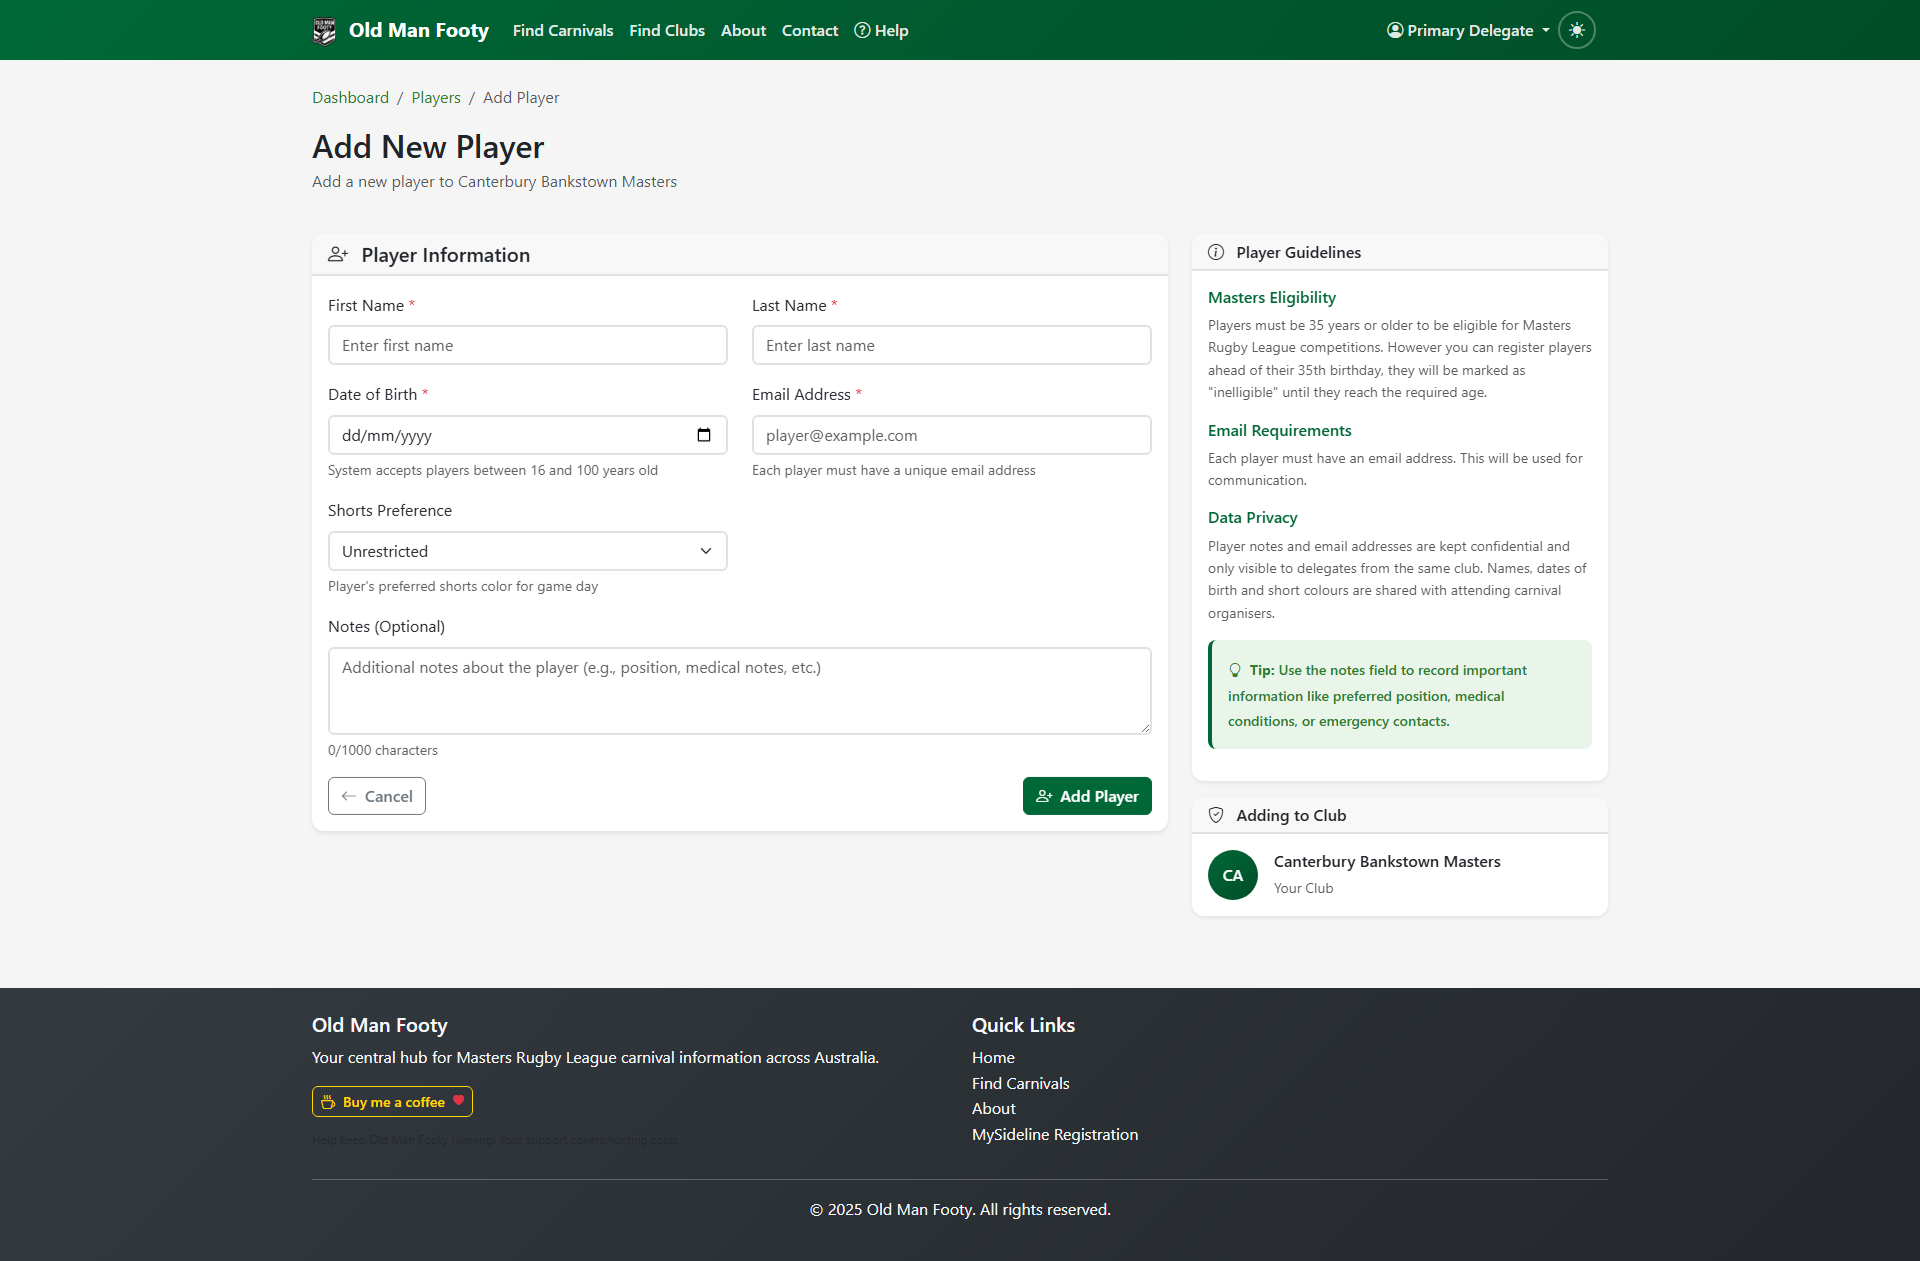 Old Man Footy
Find Carnivals
Find Clubs
About
Contact
Help
Primary Delegate
Dashboard / Players / Add Player
Add New Player
Add a new player to Canterbury Bankstown Masters
Player Information
First Name *
Last Name *
Enter first name
Enter last name
Date of Birth *
Email Address *
dd/mm/yyyy
player@example.com
System accepts players between 16 and 100 years old
Each player must have a unique email address
Shorts Preference
Unrestricted
Player's preferred shorts color for game day
Notes (Optional)
Additional notes about the player (e.g., position, medical notes, etc.)
0/1000 characters
Cancel
Add Player
Player Guidelines
Masters Eligibility
Players must be 35 years or older to be eligible for Masters
Rugby League competitions. However you can register players
ahead of their 35th birthday, they will be marked as
"inelligible" until they reach the required age.
Email Requirements
Each player must have an email address. This will be used for
communication.
Data Privacy
Player notes and email addresses are kept confidential and
only visible to delegates from the same club. Names, dates of
birth and short colours are shared with attending carnival
organisers.
Tip: Use the notes field to record important
information like preferred position, medical
conditions, or emergency contacts.
Adding to Club
CA
Canterbury Bankstown Masters
Your Club
Old Man Footy
Your central hub for Masters Rugby League carnival information across Australia.
Buy me a coffee
Help keep Old Man Footy running! Your support covers hosting costs.
Quick Links
Home
Find Carnivals
About
MySideline Registration
© 2025 Old Man Footy. All rights reserved.